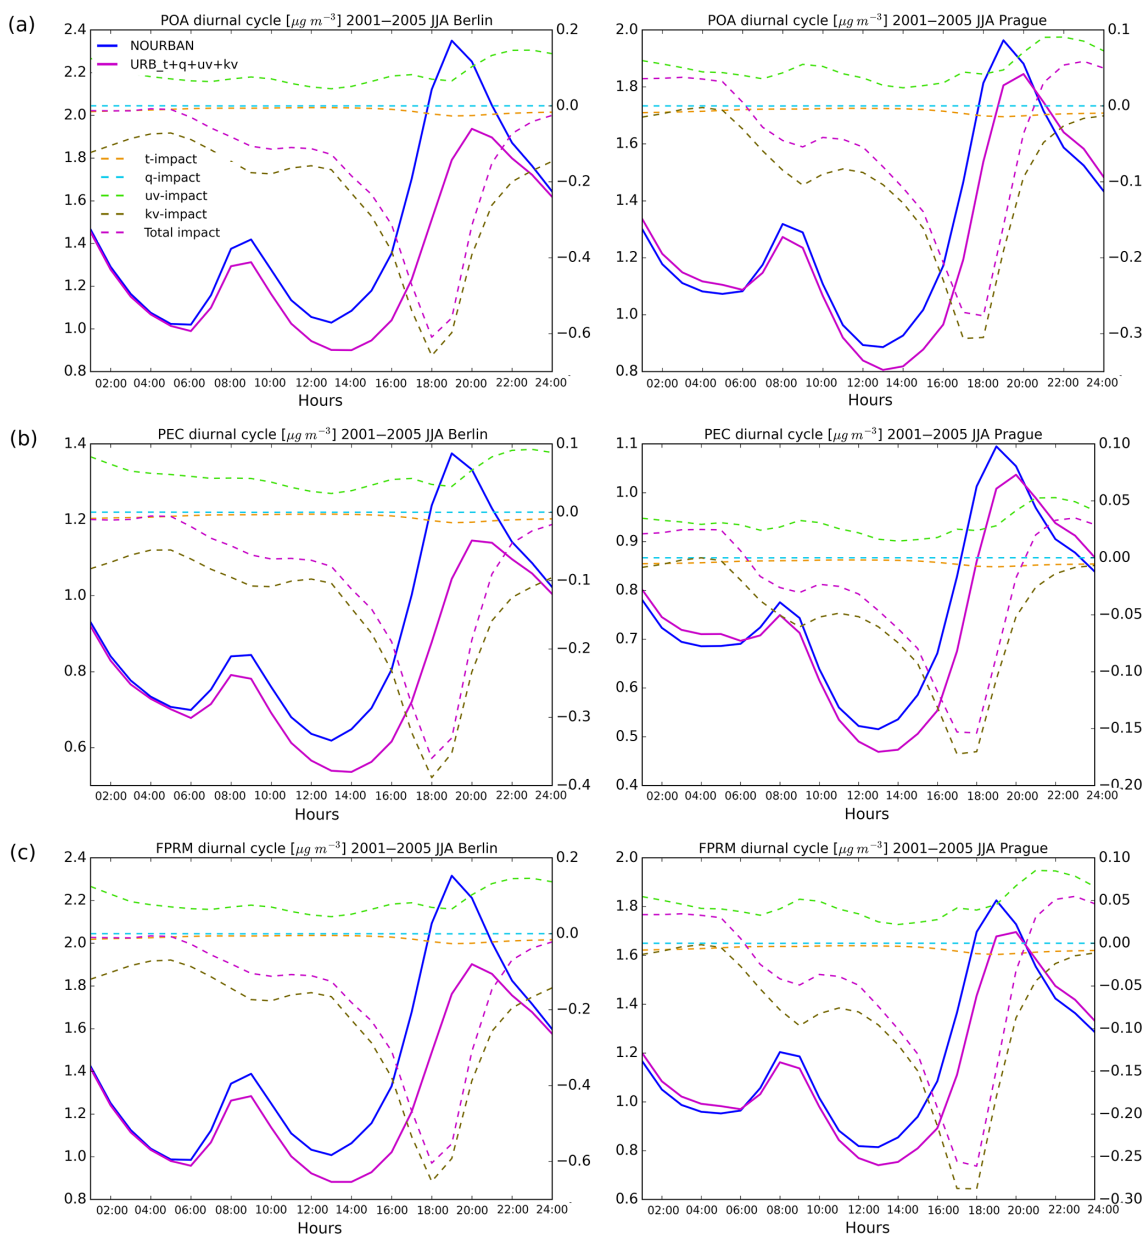 (a)
POA diurnal cycle [μg m⁻³] 2001−2005 JJA Berlin
NOURBAN
URB_t+q+uv+kv
t-impact
q-impact
uv-impact
kv-impact
Total impact
2.4
2.2
2.0
1.8
1.6
1.4
1.2
1.0
0.8
0.2
0.0
−0.2
−0.4
−0.6
02:00 04:00 06:00 08:00 10:00 12:00 14:00 16:00 18:00 20:00 22:00 24:00
Hours
POA diurnal cycle [μg m⁻³] 2001−2005 JJA Prague
2.0
1.8
1.6
1.4
1.2
1.0
0.8
0.1
0.0
−0.1
−0.2
−0.3
02:00 04:00 06:00 08:00 10:00 12:00 14:00 16:00 18:00 20:00 22:00 24:00
Hours
(b)
PEC diurnal cycle [μg m⁻³] 2001−2005 JJA Berlin
1.4
1.2
1.0
0.8
0.6
0.1
0.0
−0.1
−0.2
−0.3
−0.4
02:00 04:00 06:00 08:00 10:00 12:00 14:00 16:00 18:00 20:00 22:00 24:00
Hours
PEC diurnal cycle [μg m⁻³] 2001−2005 JJA Prague
1.1
1.0
0.9
0.8
0.7
0.6
0.5
0.4
0.10
0.05
0.00
−0.05
−0.10
−0.15
−0.20
02:00 04:00 06:00 08:00 10:00 12:00 14:00 16:00 18:00 20:00 22:00 24:00
Hours
(c)
FPRM diurnal cycle [μg m⁻³] 2001−2005 JJA Berlin
2.4
2.2
2.0
1.8
1.6
1.4
1.2
1.0
0.8
0.2
0.0
−0.2
−0.4
−0.6
02:00 04:00 06:00 08:00 10:00 12:00 14:00 16:00 18:00 20:00 22:00 24:00
Hours
FPRM diurnal cycle [μg m⁻³] 2001−2005 JJA Prague
2.0
1.8
1.6
1.4
1.2
1.0
0.8
0.6
0.10
0.05
0.00
−0.05
−0.10
−0.15
−0.20
−0.25
−0.30
02:00 04:00 06:00 08:00 10:00 12:00 14:00 16:00 18:00 20:00 22:00 24:00
Hours